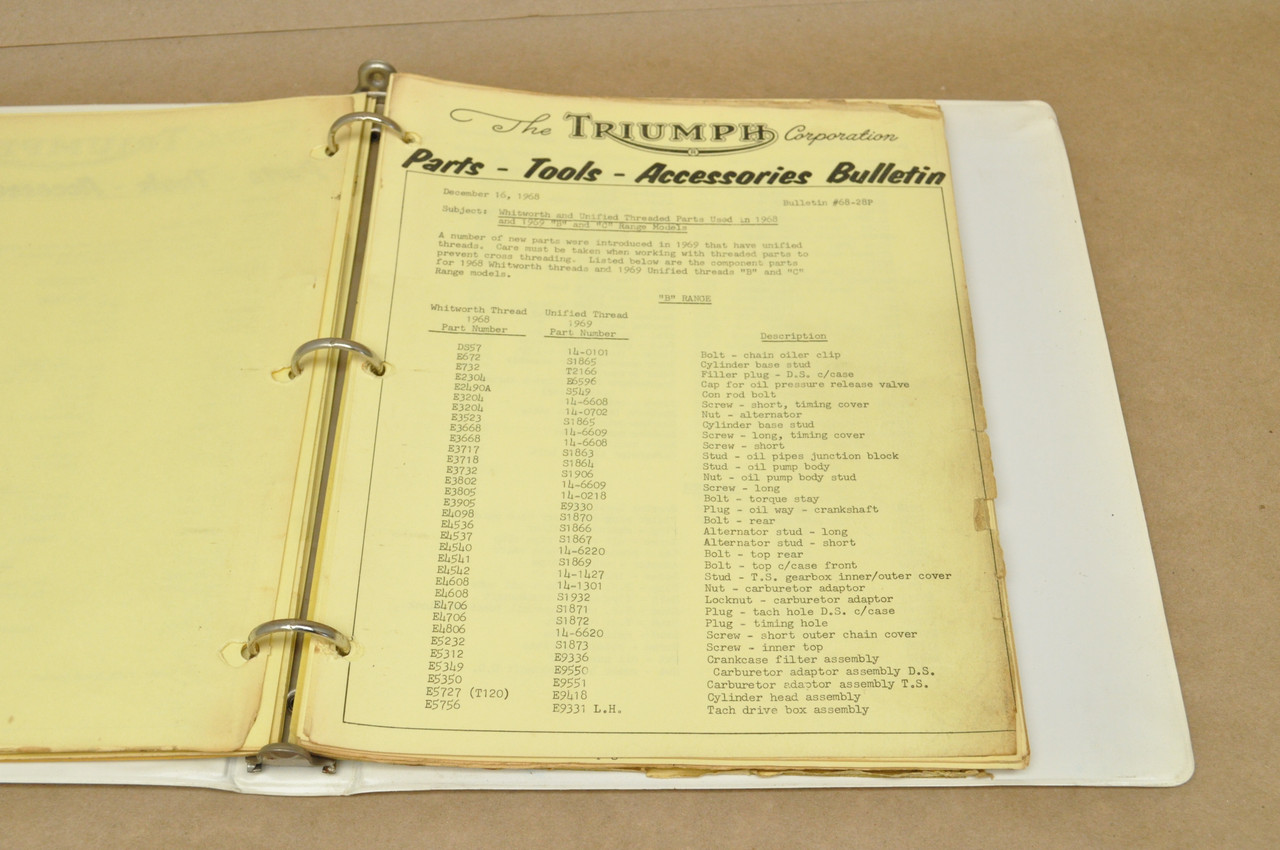 The TRIUMPH Corporation
Parts - Tools - Accessories Bulletin
December 16, 1968 Bulletin #68-28P
Subject: Whitworth and Unified Threaded Parts Used in 1968
and 1969 "B" and "C" Range Models
A number of new parts were introduced in 1969 that have unified
threads. Care must be taken when working with threaded parts to
prevent cross threading. Listed below are the component parts
for 1968 Whitworth threads and 1969 Unified threads "B" and "C"
Range models.
"B" RANGE
Whitworth Thread Unified Thread
1968 1969
Part Number Part Number Description
DS57 14-0101 Bolt - chain oiler clip
E672 S1865 Cylinder base stud
E732 T2166 Filler plug - D.S. c/case
E2304 E6596 Cap for oil pressure release valve
E2490A S549 Con rod bolt
E3204 14-6608 Screw - short, timing cover
E3204 14-0702 Nut - alternator
E3523 S1865 Cylinder base stud
E3668 14-6609 Screw - long, timing cover
E3668 14-6608 Screw - short
E3717 S1863 Stud - oil pipes junction block
E3718 S1864 Stud - oil pump body
E3732 S1906 Nut - oil pump body stud
E3802 14-6609 Screw - long
E3805 14-0218 Bolt - torque stay
E3905 E9330 Plug - oil way - crankshaft
E4098 S1870 Bolt - rear
E4536 S1866 Alternator stud - long
E4537 S1867 Alternator stud - short
E4540 14-6220 Bolt - top rear
E4541 S1869 Bolt - top c/case front
E4542 14-1427 Stud - T.S. gearbox inner/outer cover
E4608 14-1301 Nut - carburetor adaptor
E4608 S1932 Locknut - carburetor adaptor
E4706 S1871 Plug - tach hole D.S. c/case
E4706 S1872 Plug - timing hole
E4806 14-6620 Screw - short outer chain cover
E5232 S1873 Screw - inner top
E5312 E9336 Crankcase filter assembly
E5349 E9550 Carburetor adaptor assembly D.S.
E5350 E9551 Carburetor adaptor assembly T.S.
E5727 (T120) E9418 Cylinder head assembly
E5756 E9331 L.H. Tach drive box assembly